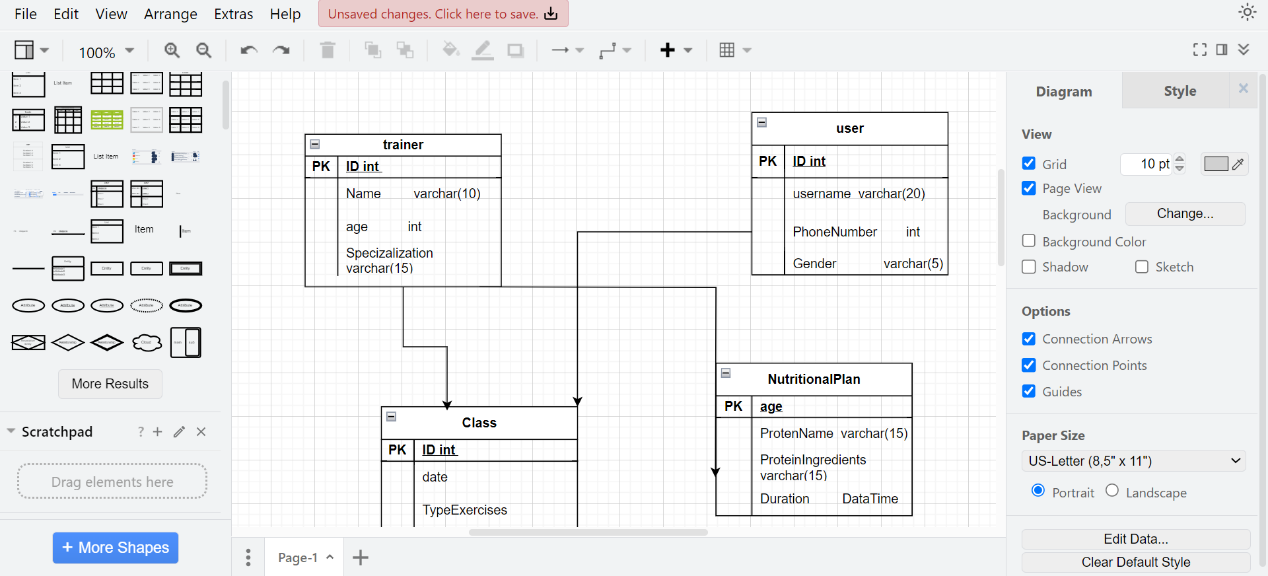 File Edit View Arrange Extras Help Unsaved changes. Click here to save.
100%
Diagram Style
View
Grid 10 pt
Page View
Background Change...
Background Color
Shadow Sketch
Options
Connection Arrows
Connection Points
Guides
Paper Size
US-Letter (8,5" x 11")
Portrait Landscape
Edit Data...
Clear Default Style
List Item
List Item
Item
More Results
Scratchpad ?
Drag elements here
+ More Shapes
trainer
PK ID int
Name varchar(10)
age int
Specizalization
varchar(15)
user
PK ID int
username varchar(20)
PhoneNumber int
Gender varchar(5)
Class
PK ID int
date
TypeExercises
NutritionalPlan
PK age
ProtenName varchar(15)
ProteinIngredients
varchar(15)
Duration DataTime
Page-1